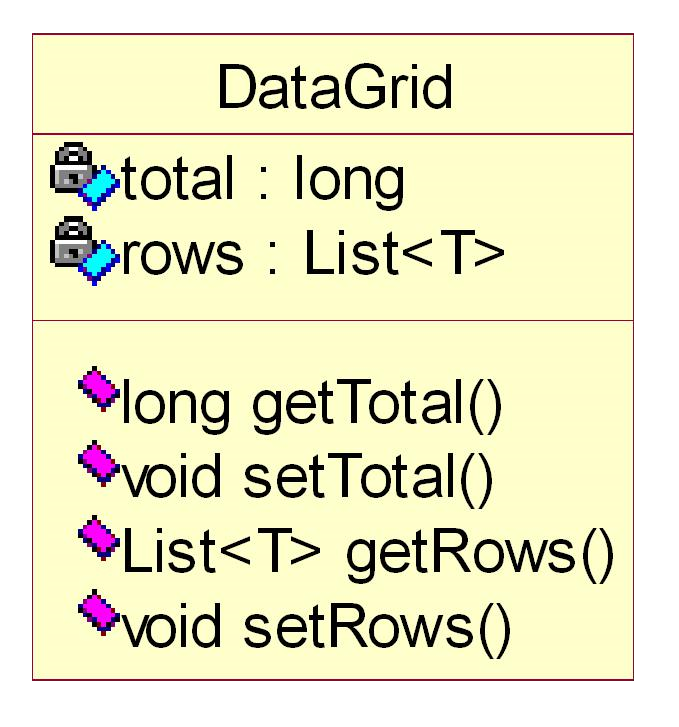 DataGrid
total : long
rows : List<T>
long getTotal()
void setTotal()
List<T> getRows()
void setRows()